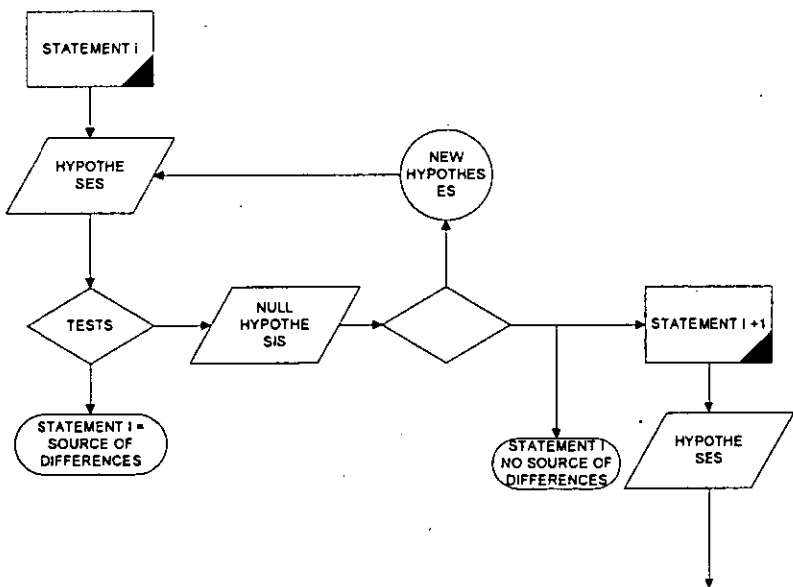 STATEMENT i
HYPOTHE
SES
NEW
HYPOTHES
ES
TESTS
NULL
HYPOTHE
SIS
STATEMENT I +1
STATEMENT I =
SOURCE OF
DIFFERENCES
STATEMENT I
NO SOURCE OF
DIFFERENCES
HYPOTHE
SES